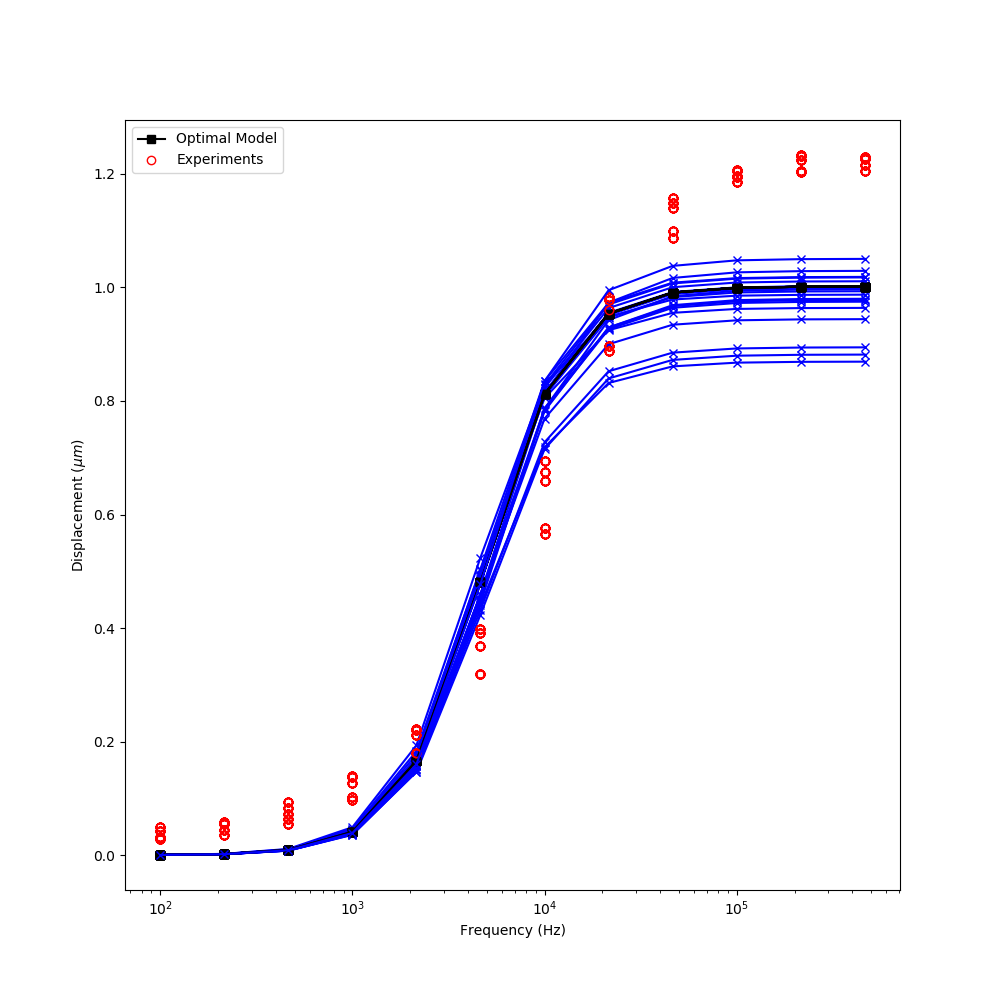 Optimal Model
Experiments
1.2
1.0
0.8
0.6
0.4
0.2
0.0
Displacement (μm)
10²
10³
10⁴
10⁵
Frequency (Hz)